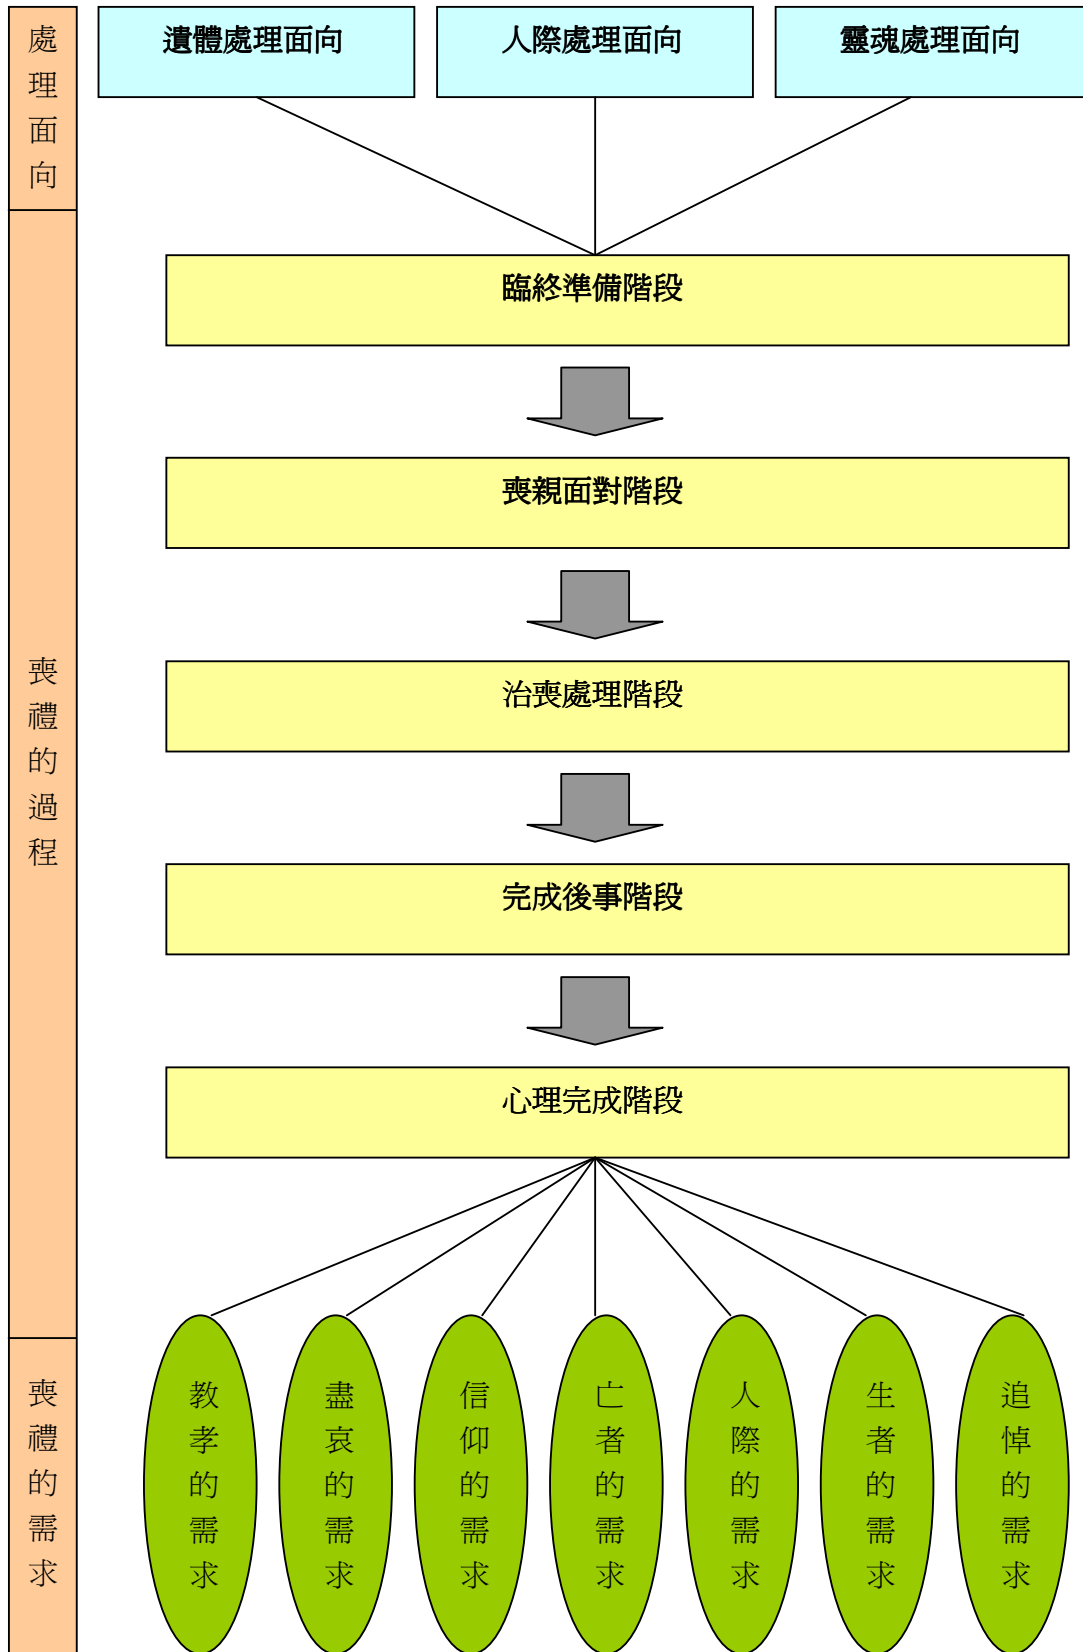 處理面向
遺體處理面向
人際處理面向
靈魂處理面向
喪禮的過程
臨終準備階段
喪親面對階段
治喪處理階段
完成後事階段
心理完成階段
喪禮的需求
教孝的需求
盡哀的需求
信仰的需求
亡者的需求
人際的需求
生者的需求
追悼的需求